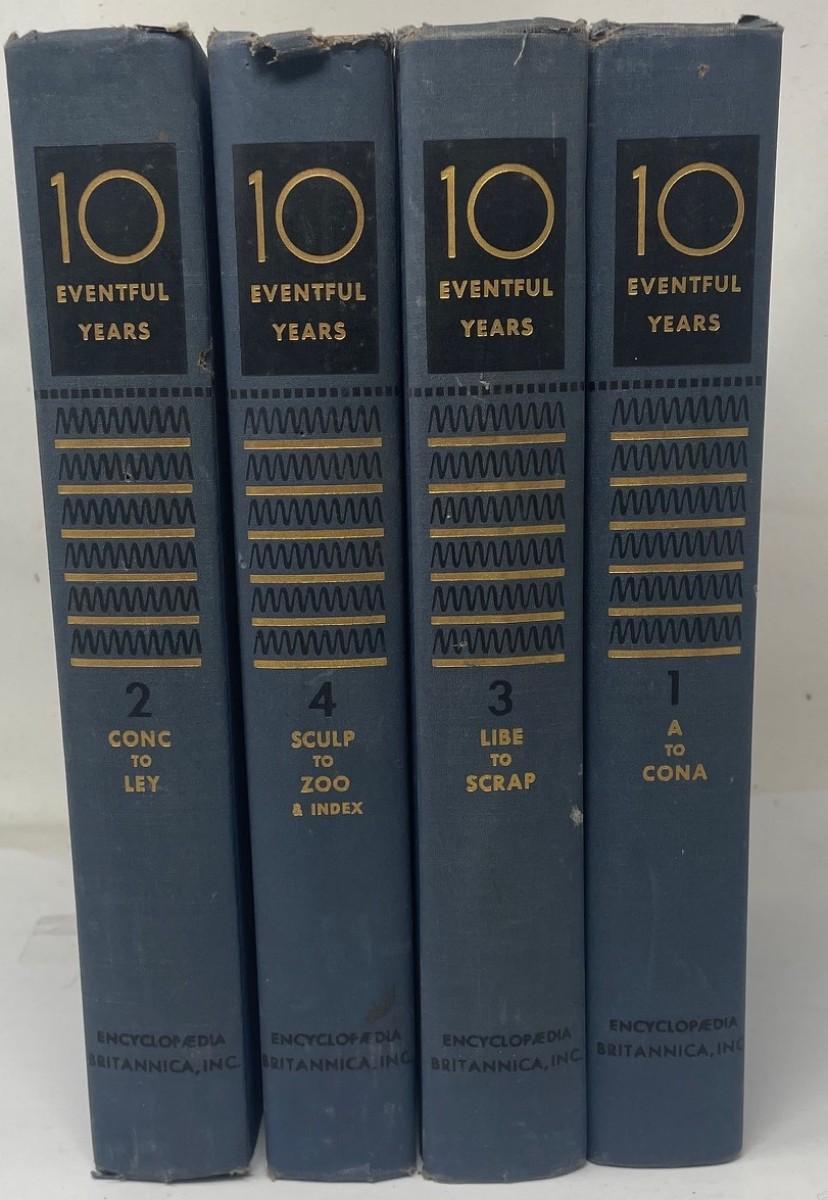 10
EVENTFUL
YEARS
2
CONC
TO
LEY
ENCYCLOPÆDIA
BRITANNICA, INC.
10
EVENTFUL
YEARS
4
SCULP
TO
ZOO
& INDEX
ENCYCLOPÆDIA
BRITANNICA, INC.
10
EVENTFUL
YEARS
3
LIBE
TO
SCRAP
ENCYCLOPÆDIA
BRITANNICA, INC.
10
EVENTFUL
YEARS
1
A
TO
CONA
ENCYCLOPÆDIA
BRITANNICA, INC